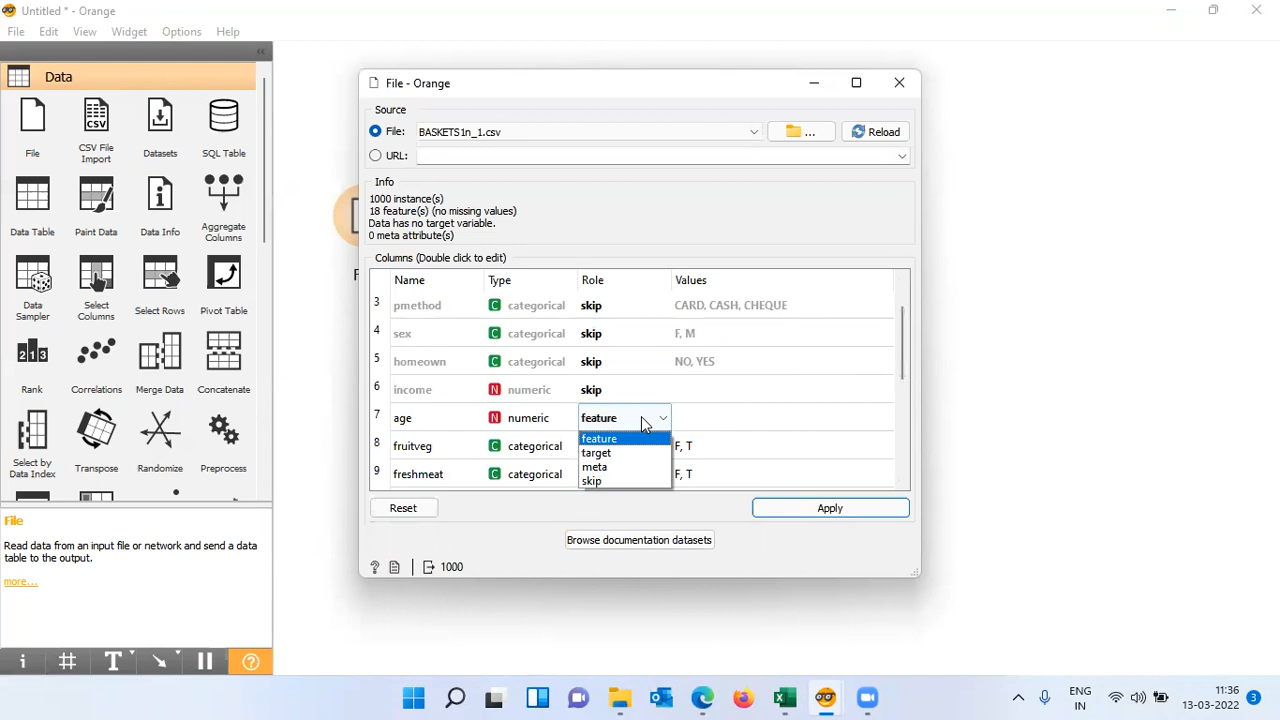 Untitled * - Orange
File Edit View Widget Options Help
Data
File
CSV File Import
Datasets
SQL Table
Data Table
Paint Data
Data Info
Aggregate Columns
Data Sampler
Select Columns
Select Rows
Pivot Table
Rank
Correlations
Merge Data
Concatenate
Select by Data Index
Transpose
Randomize
Preprocess
File
Read data from an input file or network and send a data
table to the output.
more...
File - Orange
Source
File: BASKETS1n_1.csv ... Reload
URL:
Info
1000 instance(s)
18 feature(s) (no missing values)
Data has no target variable.
0 meta attribute(s)
Columns (Double click to edit)
Name Type Role Values
3 pmethod C categorical skip CARD, CASH, CHEQUE
4 sex C categorical skip F, M
5 homeown C categorical skip NO, YES
6 income N numeric skip
7 age N numeric feature
feature
8 fruitveg C categorical F, T
target
meta
9 freshmeat C categorical F, T
skip
Reset Apply
Browse documentation datasets
? 1000
ENG
IN
11:36
13-03-2022
3